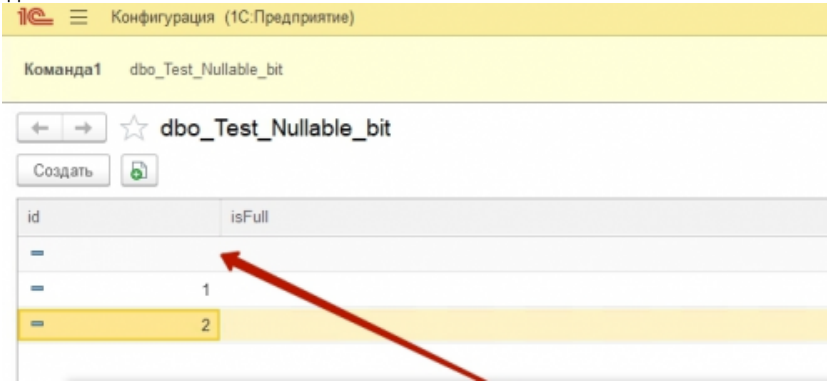 1С Конфигурация (1С:Предприятие)
Команда1 dbo_Test_Nullable_bit
dbo_Test_Nullable_bit
Создать
id isFull
1
2